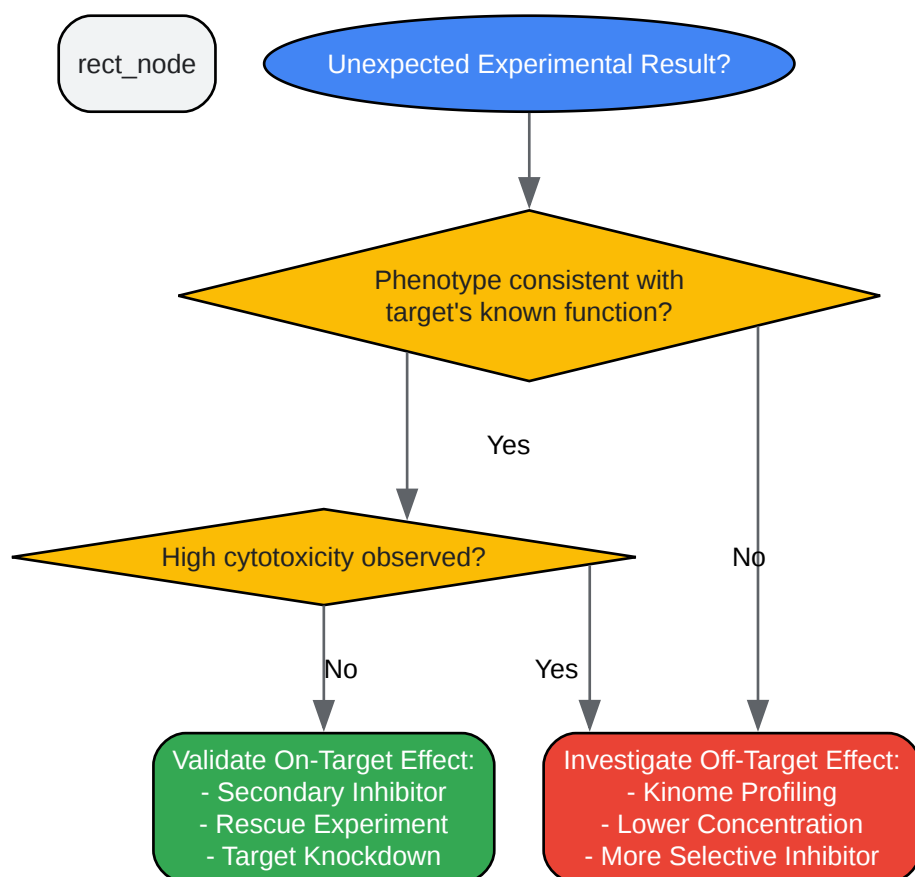 rect_node
Unexpected Experimental Result?
Phenotype consistent with
target's known function?
Yes
High cytotoxicity observed?
No
No
Yes
Validate On-Target Effect:
- Secondary Inhibitor
- Rescue Experiment
- Target Knockdown
Investigate Off-Target Effect:
- Kinome Profiling
- Lower Concentration
- More Selective Inhibitor